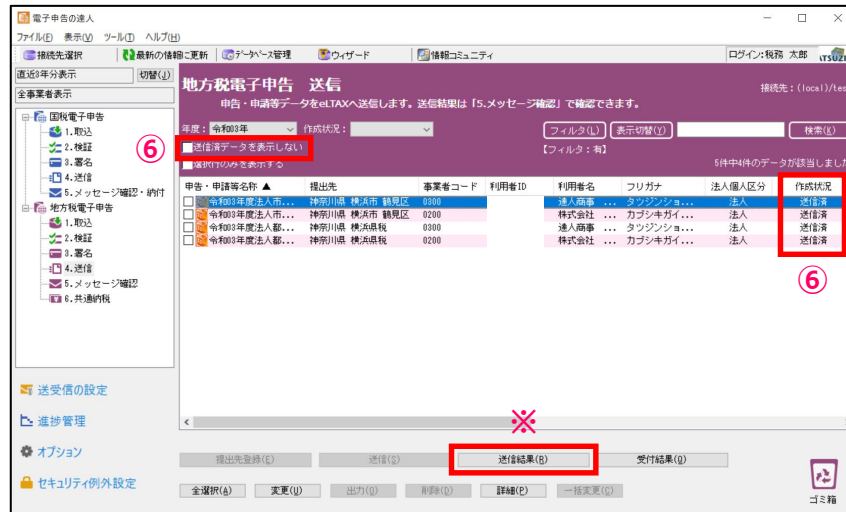 電子申告の達人
ファイル(F) 表示(V) ツール(T) ヘルプ(H)
接続先選択 最新の情報に更新 データベース管理 ウィザード 情報コミュニティ ログイン:税務 太郎
直近3年分表示 切替(J)
全事業者表示
国税電子申告
1.取込
2.検証
3.署名
4.送信
5.メッセージ確認・納付
地方税電子申告
1.取込
2.検証
3.署名
4.送信
5.メッセージ確認
6.共通納税
送受信の設定
進捗管理
オプション
セキュリティ例外設定
地方税電子申告 送信
接続先:(local)/tes
申告・申請等データをeLTAXへ送信します。送信結果は「5.メッセージ確認」で確認できます。
年度: 令和03年 作成状況: フィルタ(L) 表示切替(Y) 検索(K)
⑥ 送信済データを表示しない 【フィルタ:有】
選択行のみを表示する 5件中4件のデータが該当しました
申告・申請等名称 ▲ 提出先 事業者コード 利用者ID 利用者名 フリガナ 法人個人区分 作成状況
令和03年度法人市... 神奈川県 横浜市 鶴見区 0300 達人商事 ... タツジンショ... 法人 送信済
令和03年度法人市... 神奈川県 横浜市 鶴見区 0200 株式会社 ... カブシキガイ... 法人 送信済
令和03年度法人都... 神奈川県 横浜県税 0300 達人商事 ... タツジンショ... 法人 送信済
令和03年度法人都... 神奈川県 横浜県税 0200 株式会社 ... カブシキガイ... 法人 送信済
⑥
※
提出先登録(E) 送信(S) 送信結果(R) 受付結果(Q)
全選択(A) 変更(U) 出力(O) 削除(D) 詳細(P) 一括変更(C)
ゴミ箱